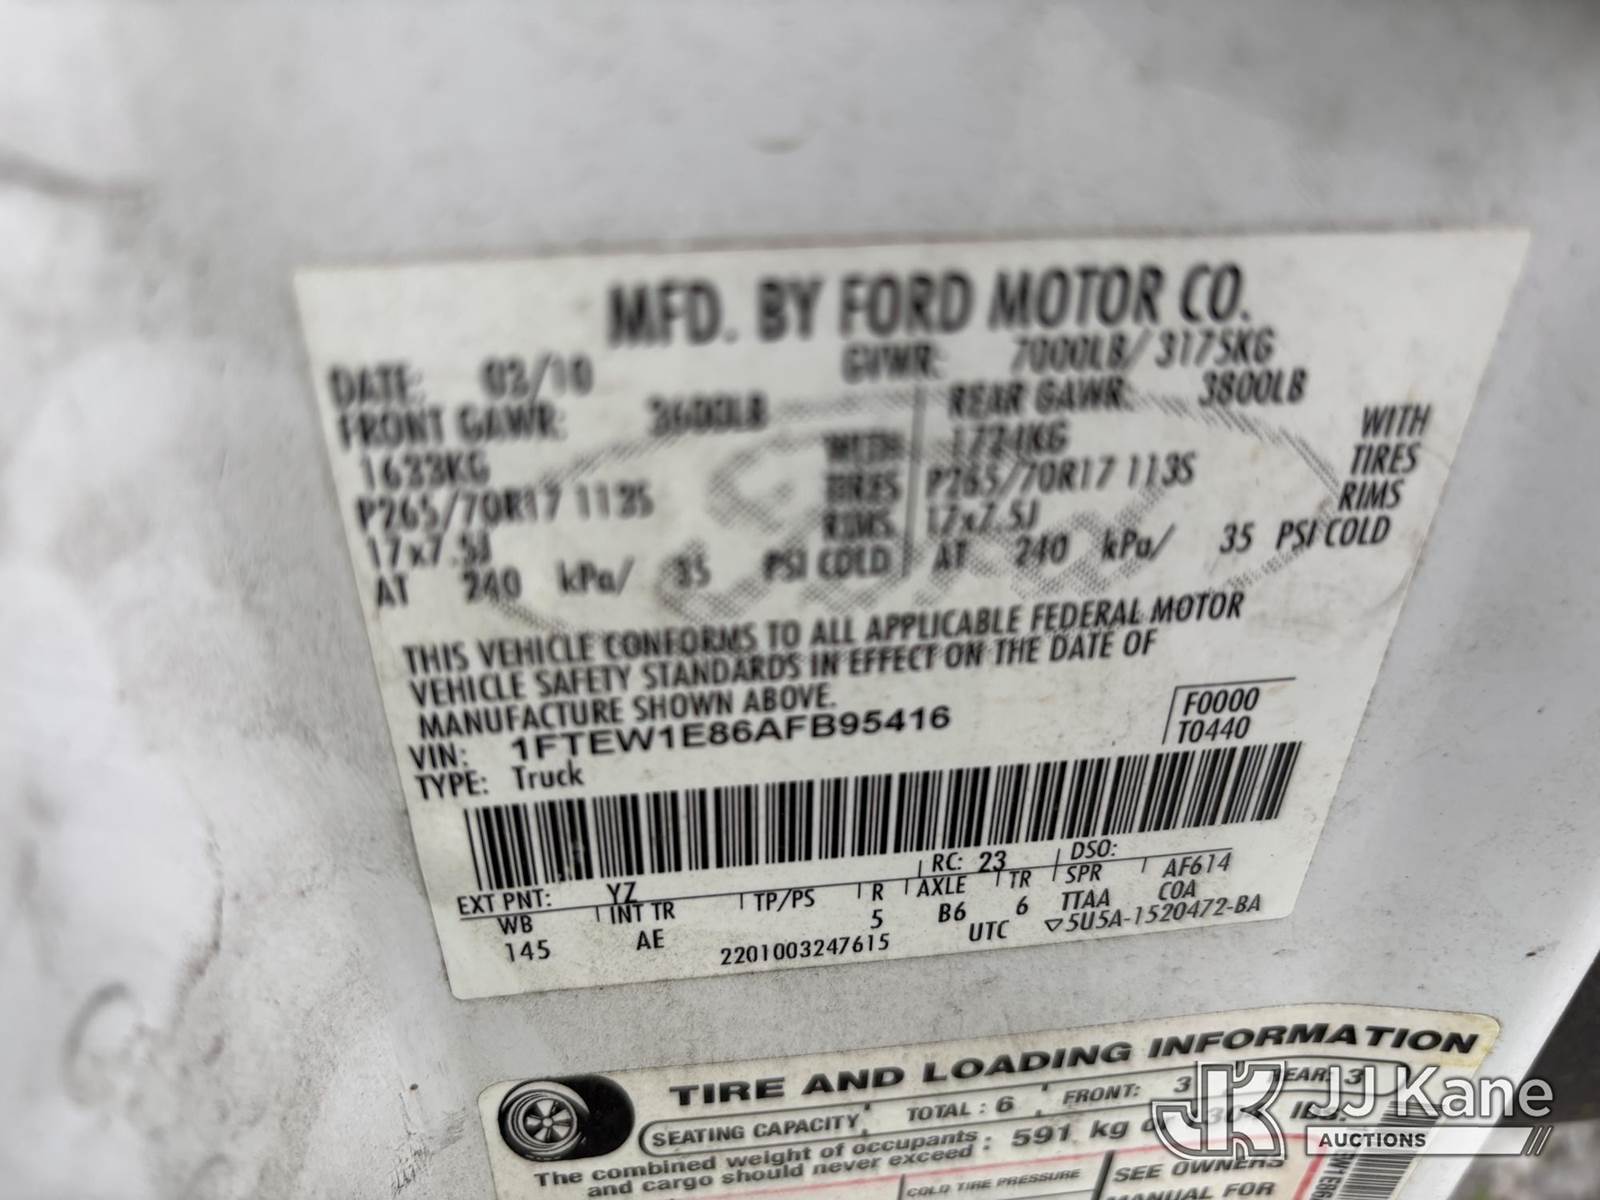 MFD. BY FORD MOTOR CO.
DATE: 03/10 GVWR: 7000LB/ 3175KG
FRONT GAWR: 3600LB REAR GAWR: 3800LB
1633KG WITH 1724KG WITH
P265/70R17 113S TIRES P265/70R17 113S TIRES
17x7.5J RIMS 17x7.5J RIMS
AT 240 kPa/ 35 PSI COLD AT 240 kPa/ 35 PSI COLD
THIS VEHICLE CONFORMS TO ALL APPLICABLE FEDERAL MOTOR
VEHICLE SAFETY STANDARDS IN EFFECT ON THE DATE OF
MANUFACTURE SHOWN ABOVE.
VIN: 1FTEW1E86AFB95416 F0000
TYPE: Truck T0440
EXT PNT: YZ RC: 23 DSO: AF614
WB INT TR TP/PS R AXLE TR SPR COA
145 AE 5 B6 6 TTAA
2201003247615 UTC ▽5U5A-1520472-BA
TIRE AND LOADING INFORMATION
SEATING CAPACITY TOTAL : 6 FRONT: 3 REAR: 3
The combined weight of occupants : 591 kg
and cargo should never exceed :
COLD TIRE PRESSURE SEE OWNERS
MANUAL FOR
JJ Kane
AUCTIONS